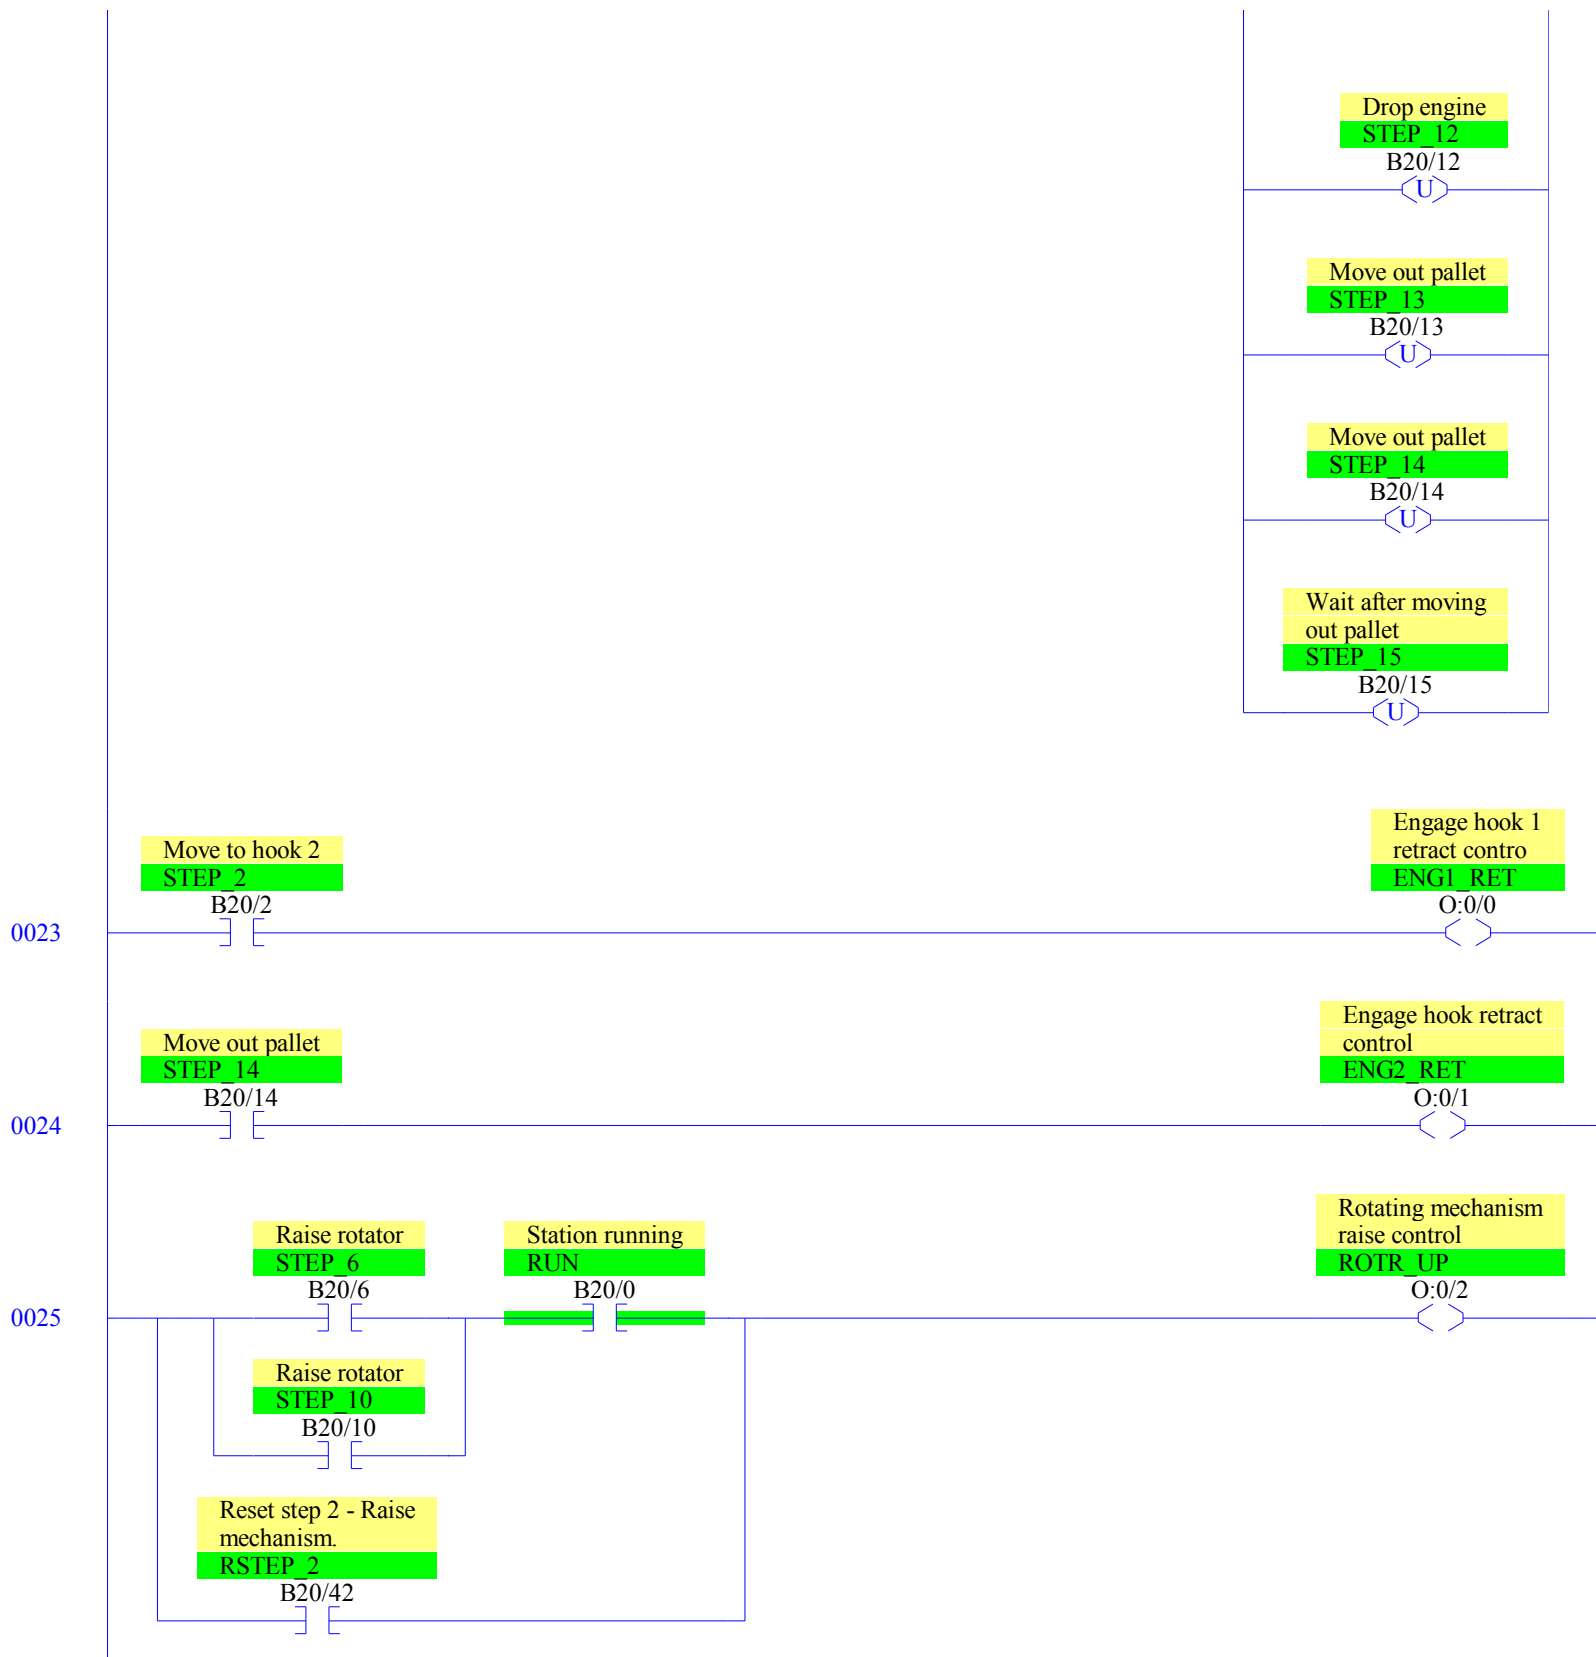 Drop engine
STEP_12
B20/12
U
Move out pallet
STEP_13
B20/13
U
Move out pallet
STEP_14
B20/14
U
Wait after moving
out pallet
STEP_15
B20/15
U
Engage hook 1
retract contro
ENG1_RET
O:0/0
Move to hook 2
STEP_2
B20/2
0023
Engage hook retract
control
ENG2_RET
O:0/1
Move out pallet
STEP_14
B20/14
0024
Rotating mechanism
raise control
ROTR_UP
O:0/2
Raise rotator
STEP_6
B20/6
Station running
RUN
B20/0
0025
Raise rotator
STEP_10
B20/10
Reset step 2 - Raise
mechanism.
RSTEP_2
B20/42